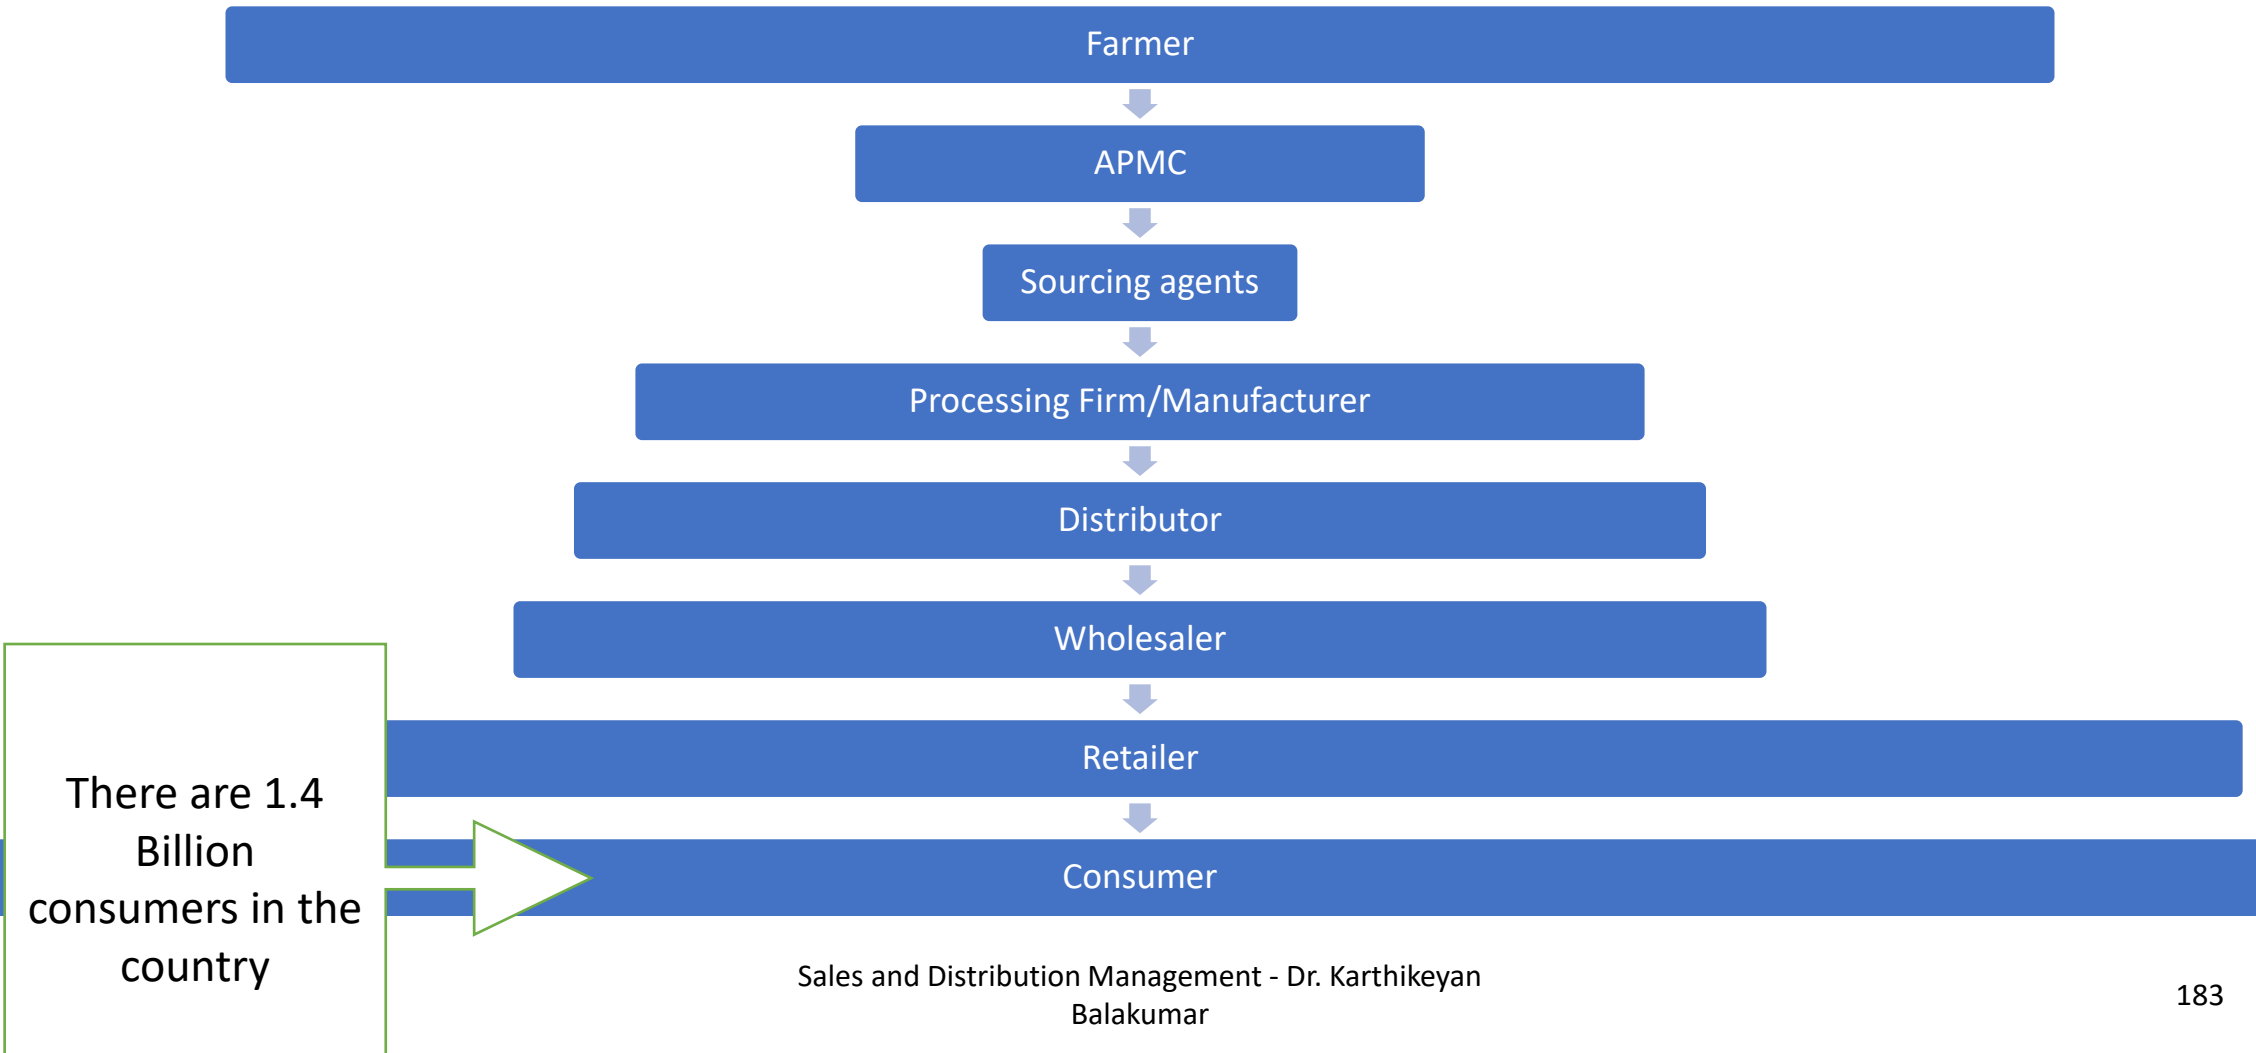 Farmer
APMC
Sourcing agents
Processing Firm/Manufacturer
Distributor
Wholesaler
Retailer
Consumer
There are 1.4
Billion
consumers in the
country
Sales and Distribution Management - Dr. Karthikeyan
Balakumar
183